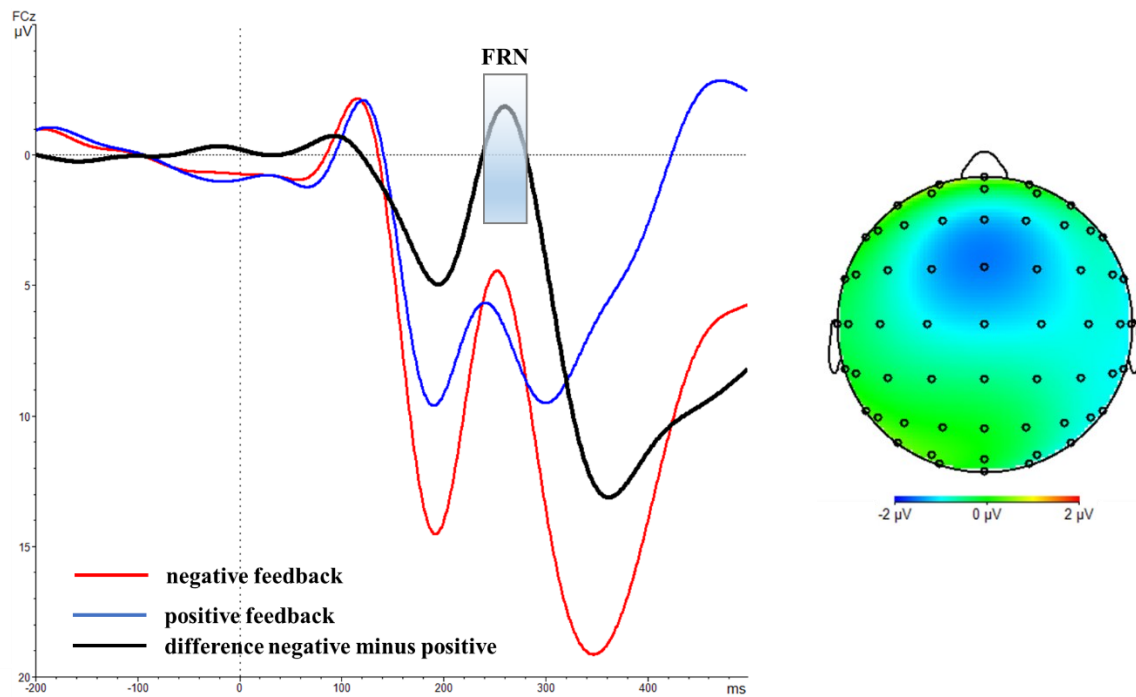 FCz
µV
FRN
0
5
10
15
20
-200
-100
0
100
200
300
400
ms
negative feedback
positive feedback
difference negative minus positive
-2 µV
0 µV
2 µV